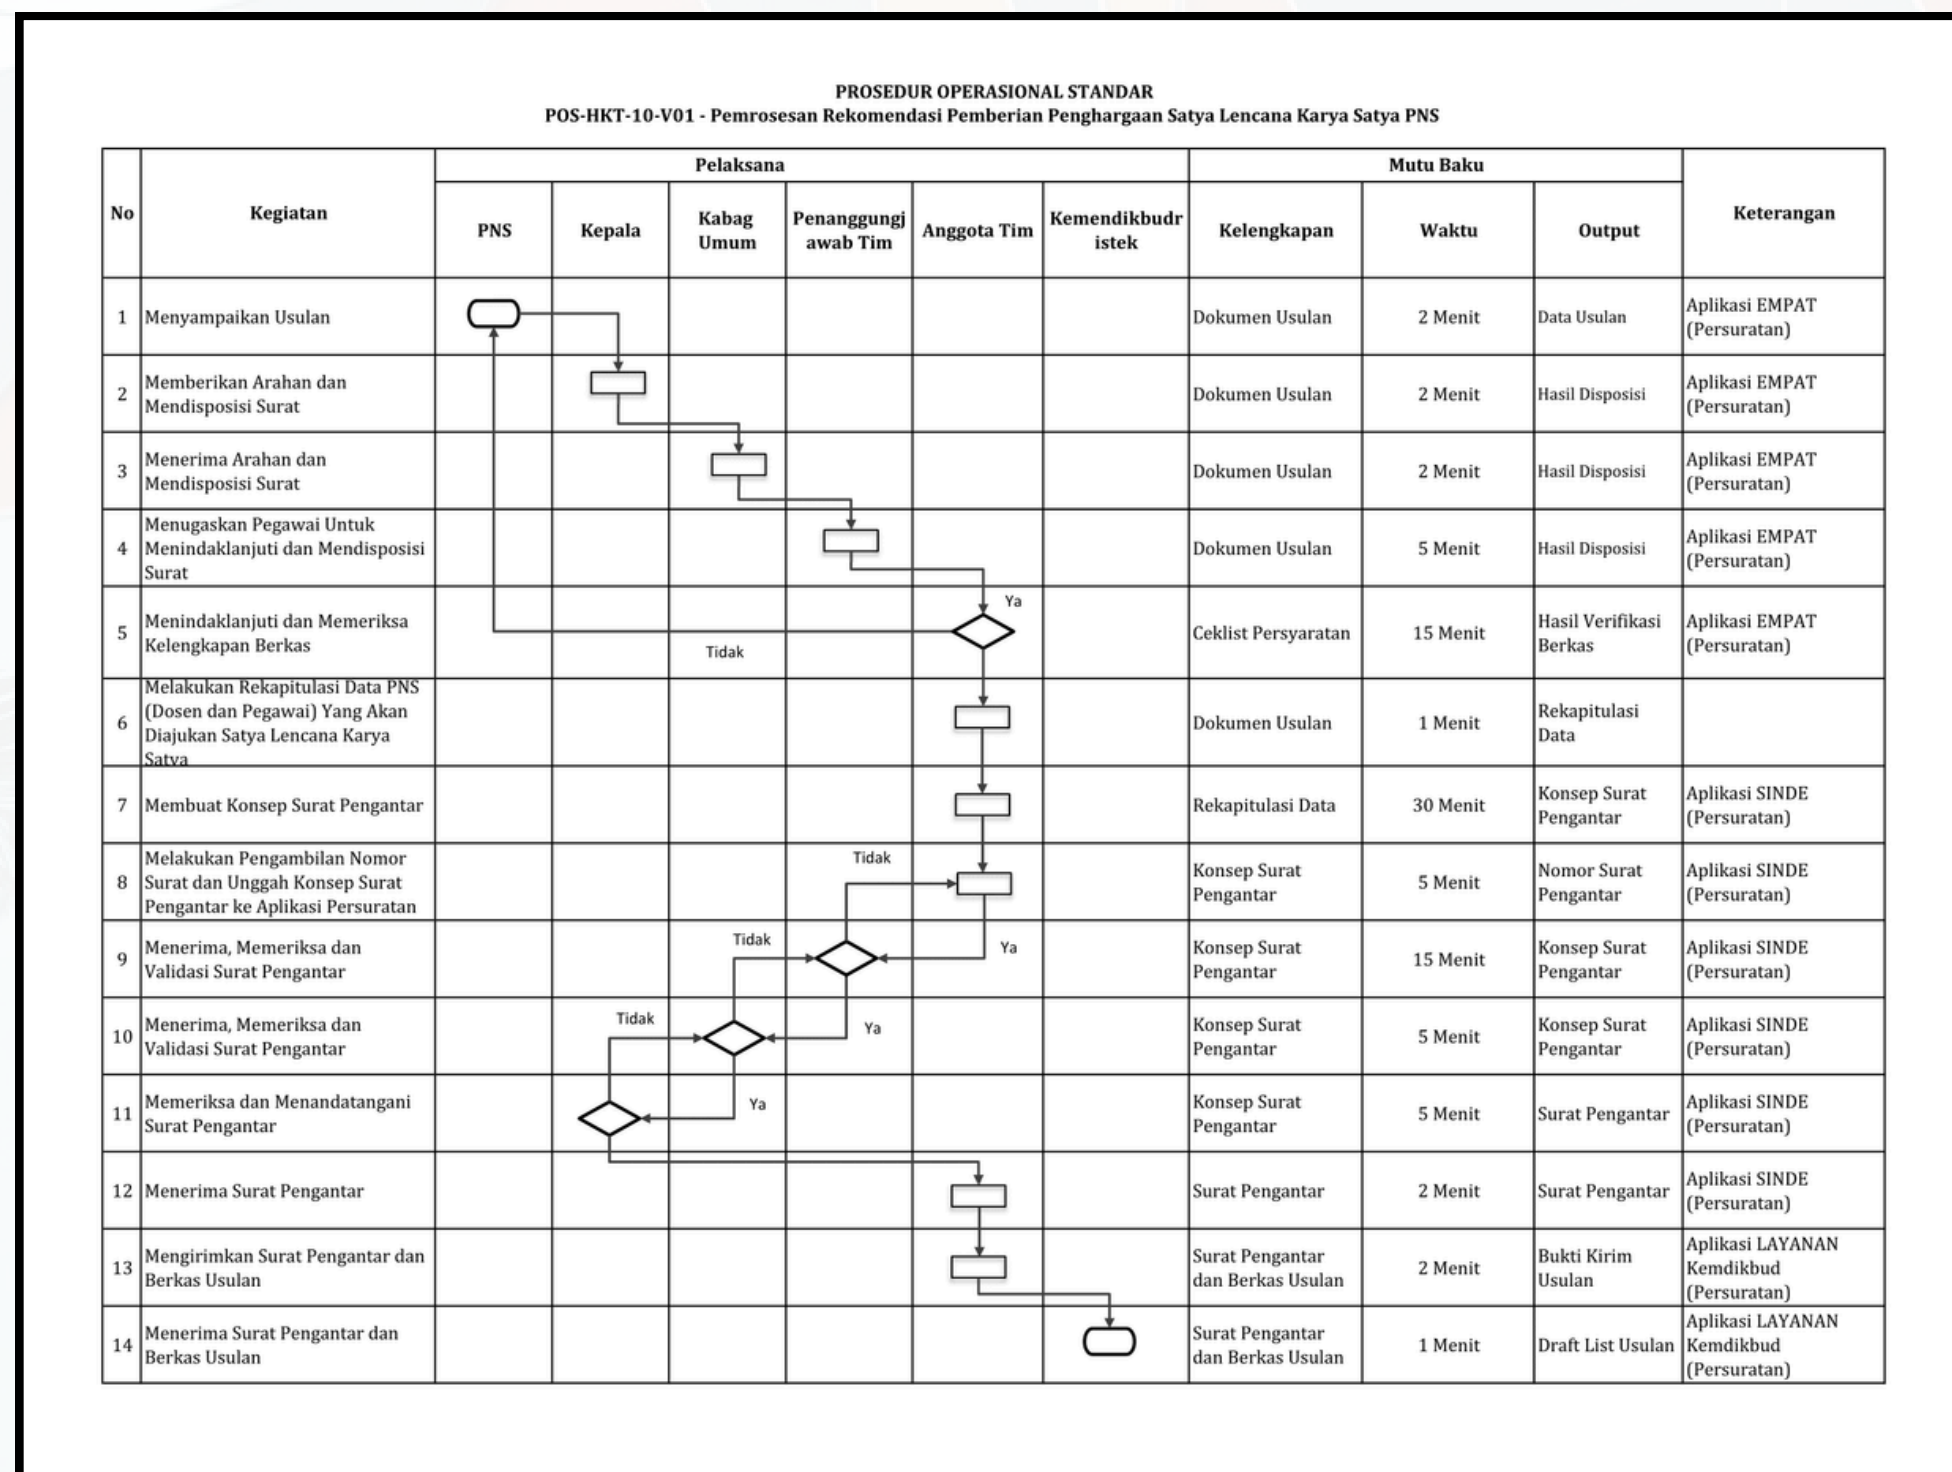 PROSEDUR OPERASIONAL STANDAR
POS-HKT-10-V01 - Pemrosesan Rekomendasi Pemberian Penghargaan Satya Lencana Karya Satya PNS
No
Kegiatan
Pelaksana
Mutu Baku
Keterangan
PNS
Kepala
Kabag
Umum
Penanggungj
awab Tim
Anggota Tim
Kemendikbudr
istek
Kelengkapan
Waktu
Output
1
Menyampaikan Usulan
Dokumen Usulan
2 Menit
Data Usulan
Aplikasi EMPAT
(Persuratan)
2
Memberikan Arahan dan
Mendisposisi Surat
Dokumen Usulan
2 Menit
Hasil Disposisi
Aplikasi EMPAT
(Persuratan)
3
Menerima Arahan dan
Mendisposisi Surat
Dokumen Usulan
2 Menit
Hasil Disposisi
Aplikasi EMPAT
(Persuratan)
4
Menugaskan Pegawai Untuk
Menindaklanjuti dan Mendisposisi
Surat
Dokumen Usulan
5 Menit
Hasil Disposisi
Aplikasi EMPAT
(Persuratan)
5
Menindaklanjuti dan Memeriksa
Kelengkapan Berkas
Ya
Tidak
Ceklist Persyaratan
15 Menit
Hasil Verifikasi
Berkas
Aplikasi EMPAT
(Persuratan)
6
Melakukan Rekapitulasi Data PNS
(Dosen dan Pegawai) Yang Akan
Diajukan Satya Lencana Karya
Satya
Dokumen Usulan
1 Menit
Rekapitulasi
Data
7
Membuat Konsep Surat Pengantar
Rekapitulasi Data
30 Menit
Konsep Surat
Pengantar
Aplikasi SINDE
(Persuratan)
8
Melakukan Pengambilan Nomor
Surat dan Unggah Konsep Surat
Pengantar ke Aplikasi Persuratan
Tidak
Konsep Surat
Pengantar
5 Menit
Nomor Surat
Pengantar
Aplikasi SINDE
(Persuratan)
9
Menerima, Memeriksa dan
Validasi Surat Pengantar
Tidak
Ya
Konsep Surat
Pengantar
15 Menit
Konsep Surat
Pengantar
Aplikasi SINDE
(Persuratan)
10
Menerima, Memeriksa dan
Validasi Surat Pengantar
Tidak
Ya
Konsep Surat
Pengantar
5 Menit
Konsep Surat
Pengantar
Aplikasi SINDE
(Persuratan)
11
Memeriksa dan Menandatangani
Surat Pengantar
Ya
Konsep Surat
Pengantar
5 Menit
Surat Pengantar
Aplikasi SINDE
(Persuratan)
12
Menerima Surat Pengantar
Surat Pengantar
2 Menit
Surat Pengantar
Aplikasi SINDE
(Persuratan)
13
Mengirimkan Surat Pengantar dan
Berkas Usulan
Surat Pengantar
dan Berkas Usulan
2 Menit
Bukti Kirim
Usulan
Aplikasi LAYANAN
Kemdikbud
(Persuratan)
14
Menerima Surat Pengantar dan
Berkas Usulan
Surat Pengantar
dan Berkas Usulan
1 Menit
Draft List Usulan
Aplikasi LAYANAN
Kemdikbud
(Persuratan)